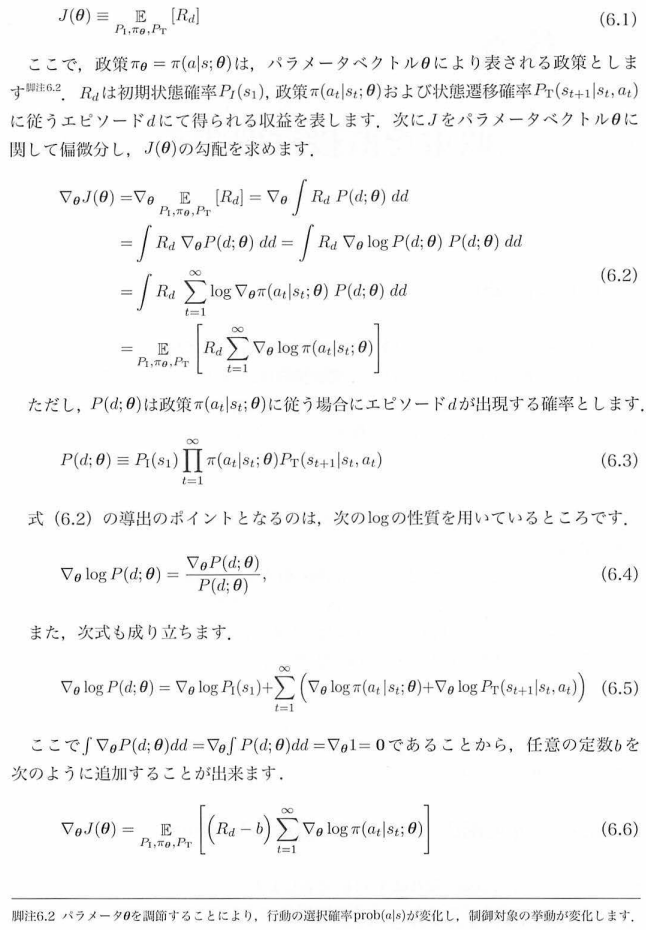 J(θ) ≡ 𝔼_{P_I,π_θ,P_T} [R_d] (6.1)
ここで，政策π_θ = π(a|s; θ)は，パラメータベクトルθにより表される政策としま
す脚注6.2．R_dは初期状態確率P_I(s_1), 政策π(a_t|s_t; θ)および状態遷移確率P_T(s_{t+1}|s_t, a_t)
に従うエピソードdにて得られる収益を表します．次にJをパラメータベクトルθに
関して偏微分し，J(θ)の勾配を求めます．
∇_θJ(θ) =∇_θ 𝔼_{P_I,π_θ,P_T} [R_d] = ∇_θ ∫ R_d P(d; θ) dd
= ∫ R_d ∇_θP(d; θ) dd = ∫ R_d ∇_θ log P(d; θ) P(d; θ) dd
= ∫ R_d ∑_{t=1}^{∞} log ∇_θπ(a_t|s_t; θ) P(d; θ) dd (6.2)
= 𝔼_{P_I,π_θ,P_T} [R_d ∑_{t=1}^{∞} ∇_θ log π(a_t|s_t; θ)]
ただし，P(d; θ)は政策π(a_t|s_t; θ)に従う場合にエピソードdが出現する確率とします．
P(d; θ) ≡ P_I(s_1) ∏_{t=1}^{∞} π(a_t|s_t; θ)P_T(s_{t+1}|s_t, a_t) (6.3)
式（6.2）の導出のポイントとなるのは，次のlogの性質を用いているところです．
∇_θ log P(d; θ) = ∇_θP(d; θ) / P(d; θ), (6.4)
また，次式も成り立ちます．
∇_θ log P(d; θ) = ∇_θ log P_I(s_1)+∑_{t=1}^{∞} (∇_θ log π(a_t|s_t; θ)+∇_θ log P_T(s_{t+1}|s_t, a_t)) (6.5)
ここで∫∇_θP(d; θ)dd =∇_θ∫P(d; θ)dd =∇_θ1= 0であることから，任意の定数bを
次のように追加することが出来ます．
∇_θJ(θ) = 𝔼_{P_I,π_θ,P_T} [(R_d − b) ∑_{t=1}^{∞} ∇_θ log π(a_t|s_t; θ)] (6.6)
脚注6.2 パラメータθを調節することにより，行動の選択確率prob(a|s)が変化し，制御対象の挙動が変化します．